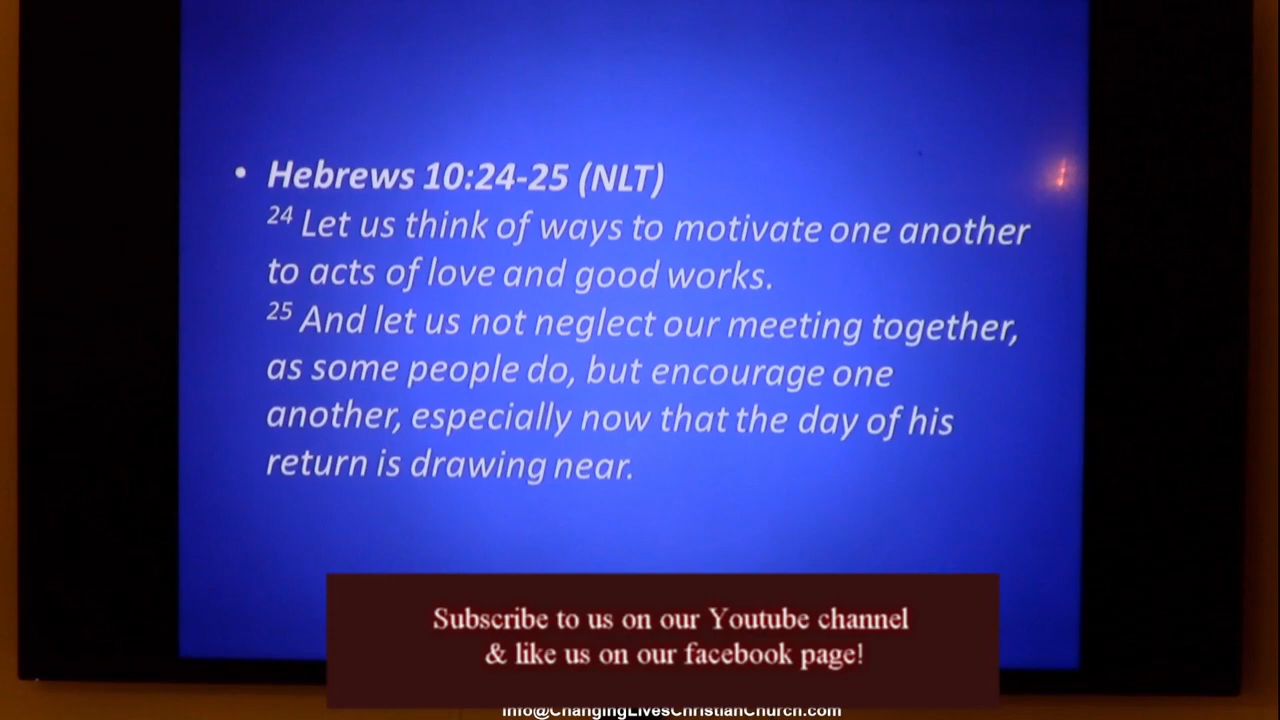 • Hebrews 10:24-25 (NLT)
24 Let us think of ways to motivate one another
to acts of love and good works.
25 And let us not neglect our meeting together,
as some people do, but encourage one
another, especially now that the day of his
return is drawing near.
Subscribe to us on our Youtube channel
& like us on our facebook page!
Info@ChangingLivesChristianChurch.com